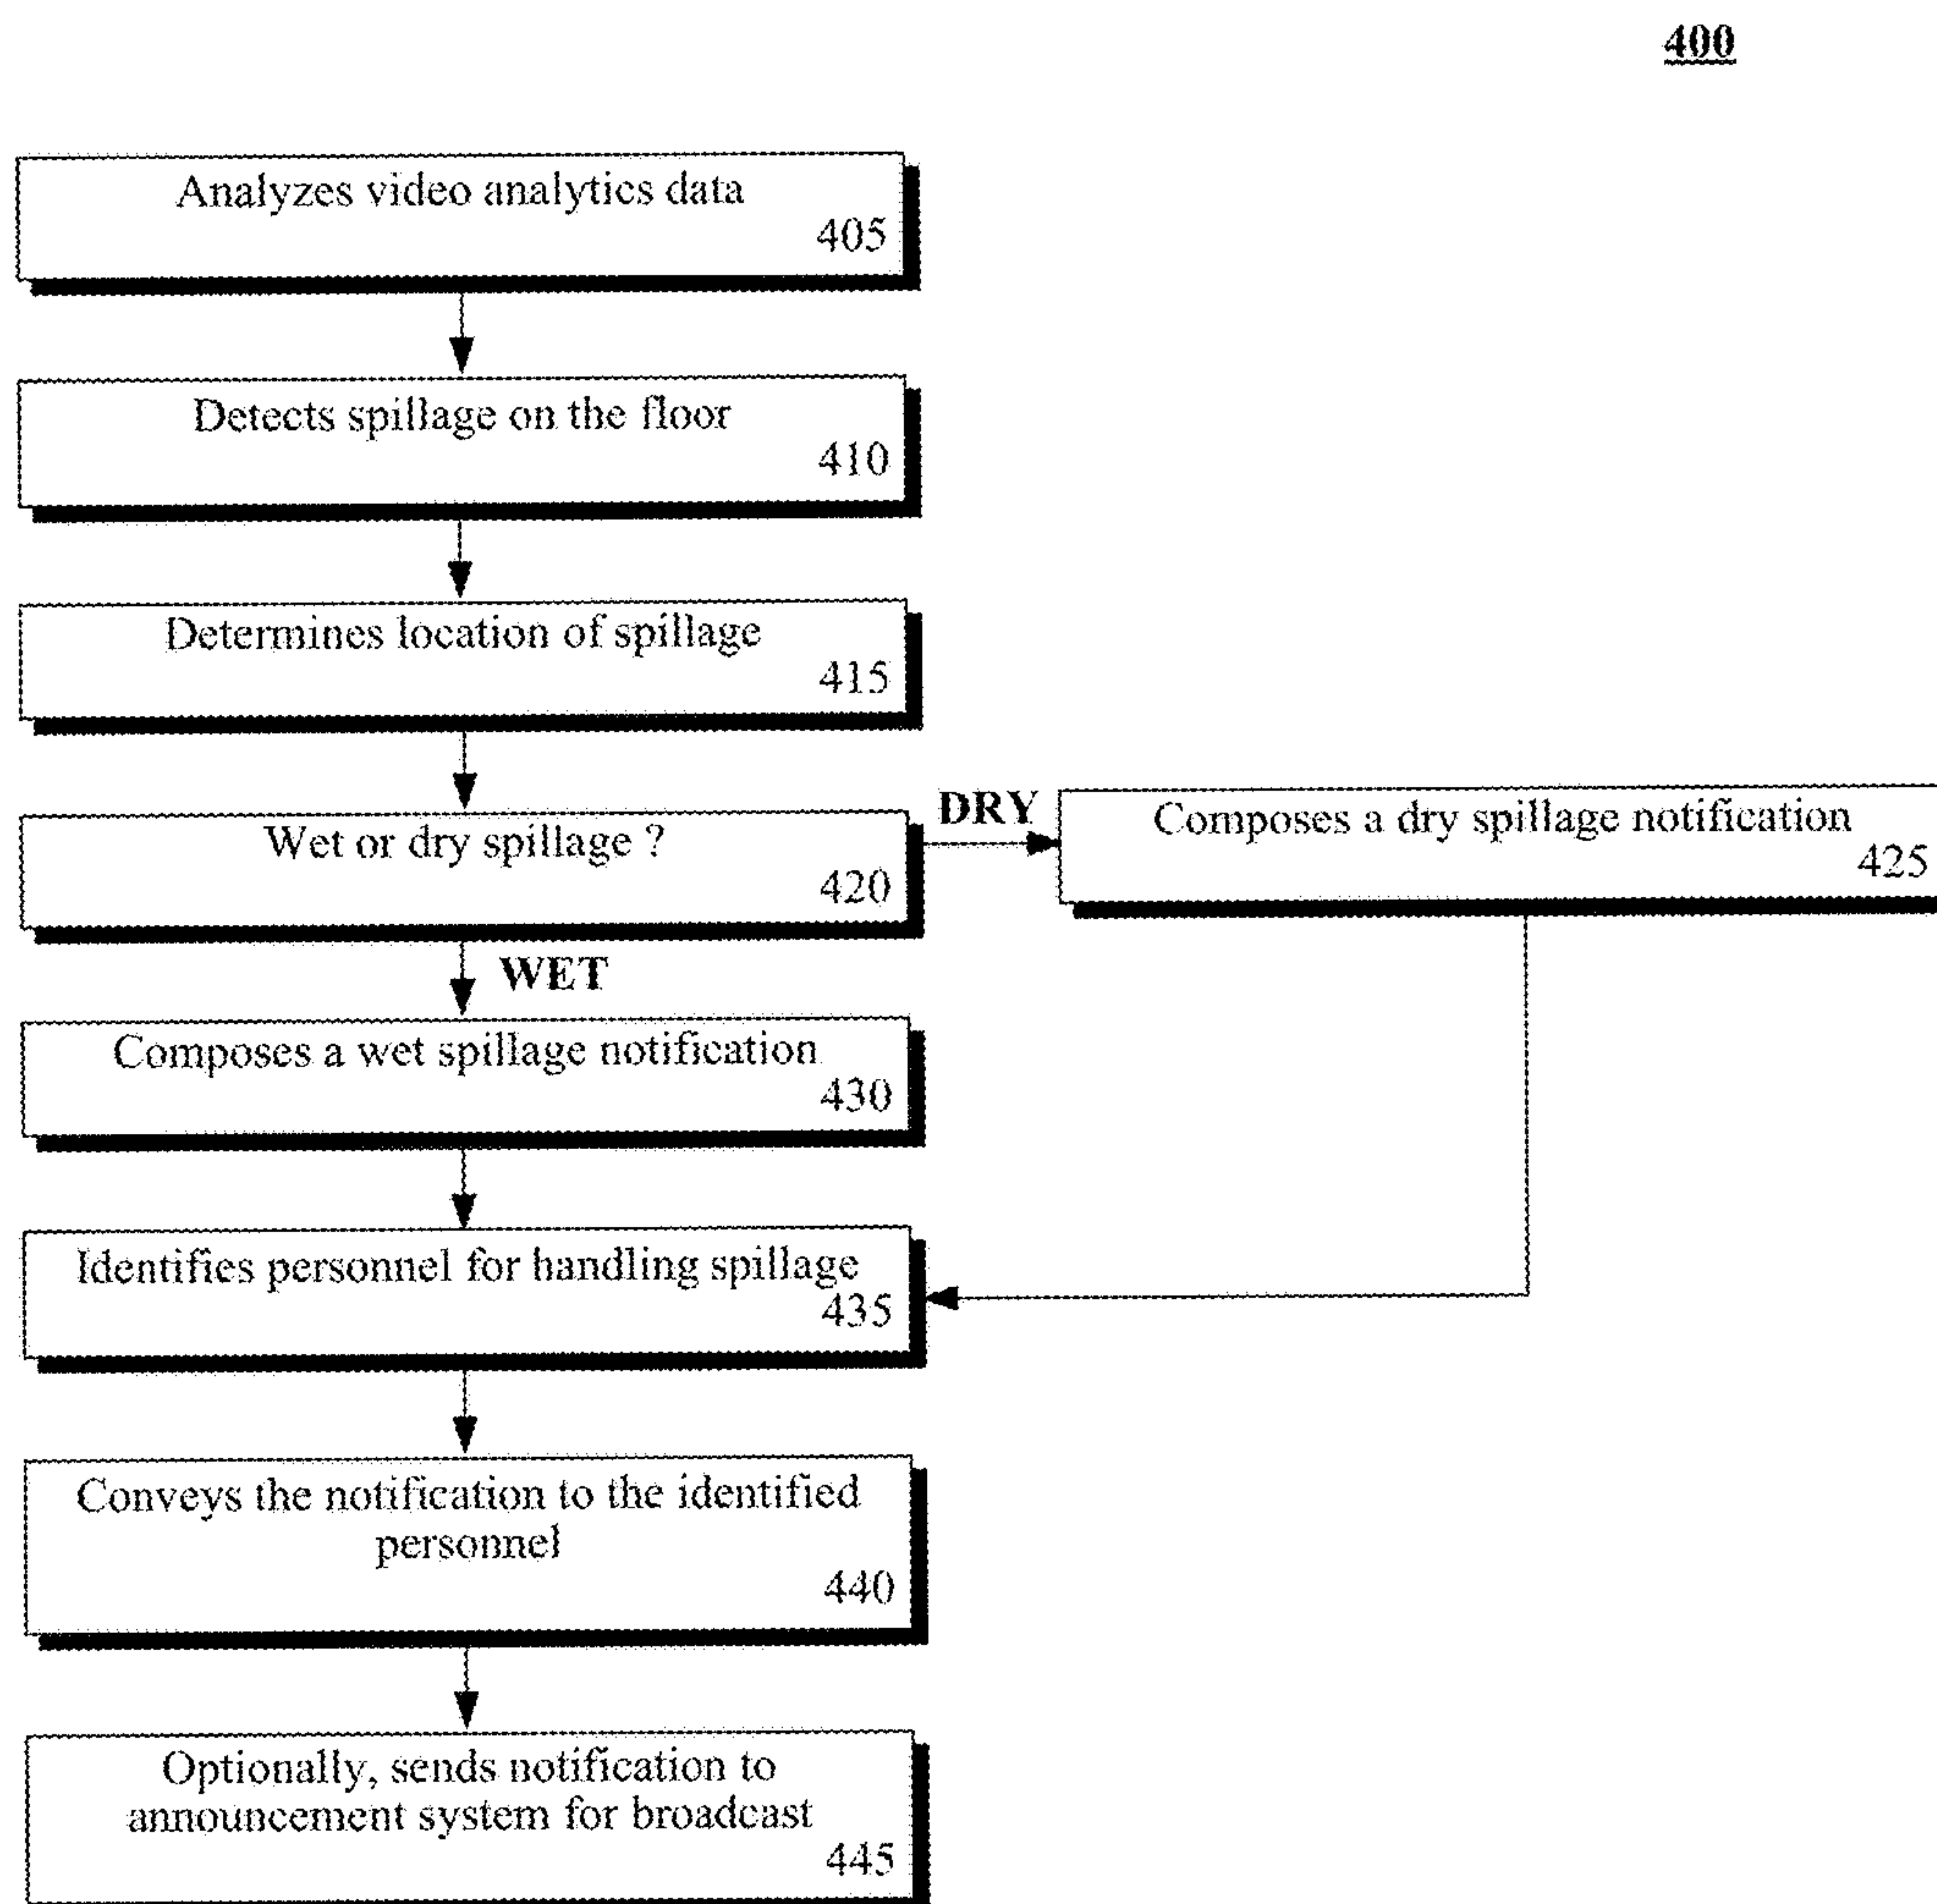 400
Analyzes video analytics data
405
Detects spillage on the floor
410
Determines location of spillage
415
Wet or dry spillage ?
420
DRY
Composes a dry spillage notification
425
WET
Composes a wet spillage notification
430
Identifies personnel for handling spillage
435
Conveys the notification to the identified
personnel
440
Optionally, sends notification to
announcement system for broadcast
445